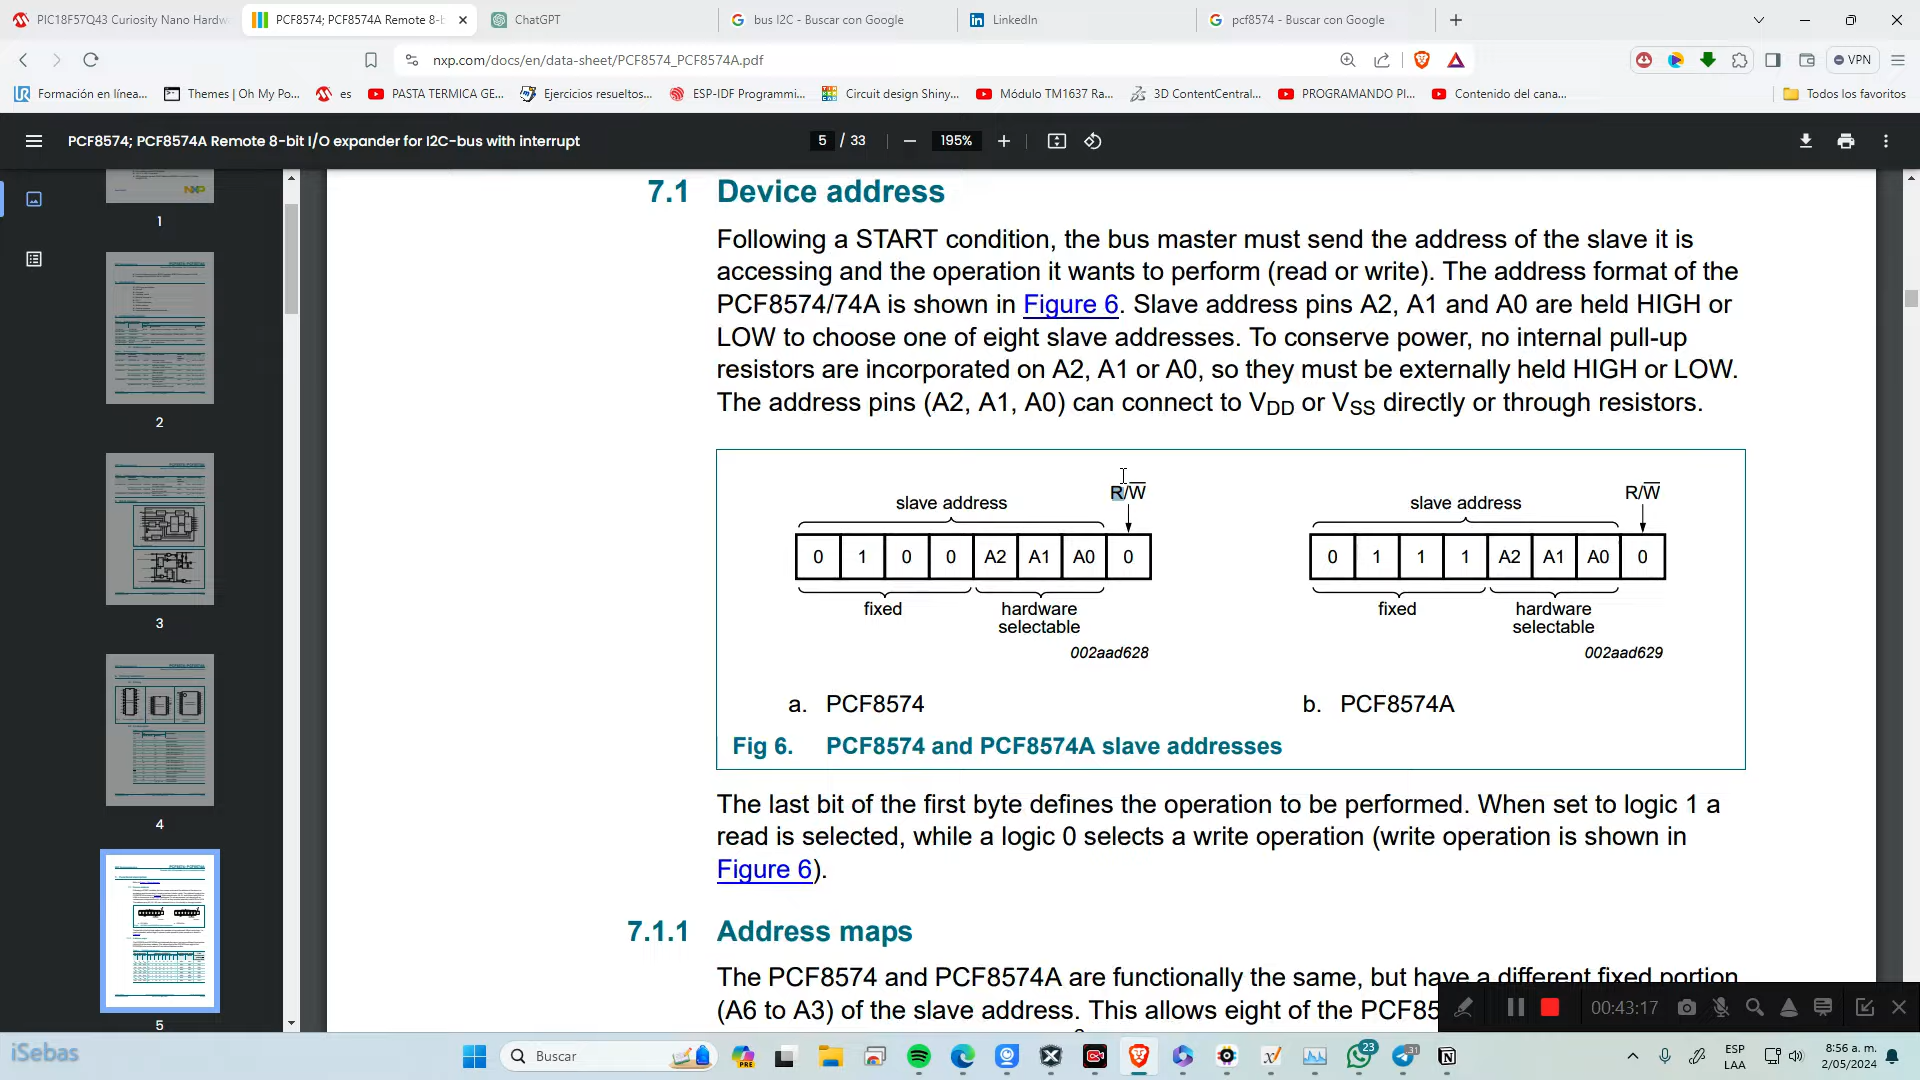 PIC18F57Q43 Curiosity Nano Hardw
PCF8574; PCF8574A Remote 8-b
ChatGPT
bus I2C - Buscar con Google
LinkedIn
pcf8574 - Buscar con Google
nxp.com/docs/en/data-sheet/PCF8574_PCF8574A.pdf
VPN
Formación en línea...
Themes | Oh My Po...
es
PASTA TERMICA GE...
Ejercicios resueltos...
ESP-IDF Programmi...
Circuit design Shiny...
Módulo TM1637 Ra...
3D ContentCentral...
PROGRAMANDO PI...
Contenido del cana...
Todos los favoritos
PCF8574; PCF8574A Remote 8-bit I/O expander for I2C-bus with interrupt
5 / 33
195%
NXP
1
2
3
4
5
7.1 Device address
Following a START condition, the bus master must send the address of the slave it is
accessing and the operation it wants to perform (read or write). The address format of the
PCF8574/74A is shown in Figure 6. Slave address pins A2, A1 and A0 are held HIGH or
LOW to choose one of eight slave addresses. To conserve power, no internal pull-up
resistors are incorporated on A2, A1 or A0, so they must be externally held HIGH or LOW.
The address pins (A2, A1, A0) can connect to VDD or VSS directly or through resistors.
slave address
R/W
0 1 0 0 A2 A1 A0 0
fixed
hardware
selectable
002aad628
a. PCF8574
slave address
R/W
0 1 1 1 A2 A1 A0 0
fixed
hardware
selectable
002aad629
b. PCF8574A
Fig 6. PCF8574 and PCF8574A slave addresses
The last bit of the first byte defines the operation to be performed. When set to logic 1 a
read is selected, while a logic 0 selects a write operation (write operation is shown in
Figure 6).
7.1.1 Address maps
The PCF8574 and PCF8574A are functionally the same, but have a different fixed portion
(A6 to A3) of the slave address. This allows eight of the PCF85
00:43:17
iSebas
Buscar
PRE
23
31
ESP
LAA
8:56 a. m.
2/05/2024